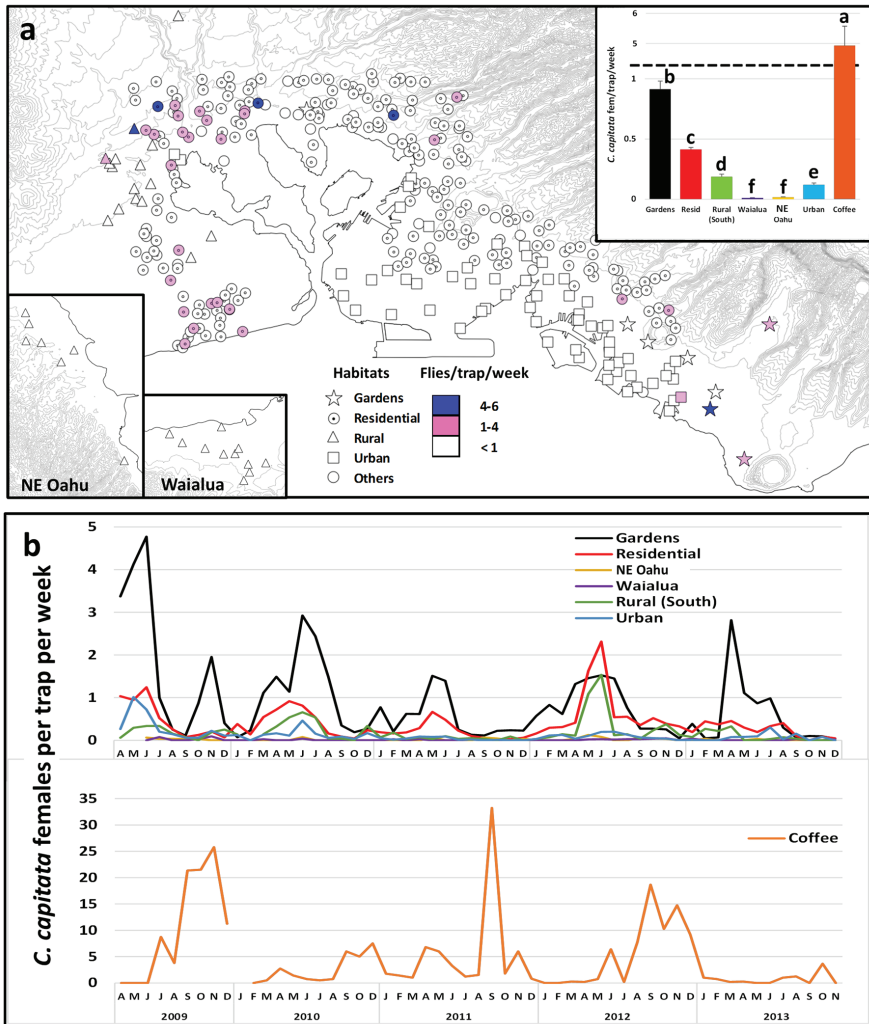 a
6
5
1
0.5
0
C. capitata fem/trap/week
a
b
c
d
f
f
e
Gardens
Resid
Rural
(South)
Waialua
NE
Oahu
Urban
Coffee
Habitats
Gardens
Residential
Rural
Urban
Others
Flies/trap/week
4-6
1-4
< 1
NE Oahu
Waialua
b
C. capitata females per trap per week
5
4
3
2
1
0
Gardens
Residential
NE Oahu
Waialua
Rural (South)
Urban
A M J J A S O N D J F M A M J J A S O N D J F M A M J J A S O N D J F M A M J J A S O N D J F M A M J J A S O N D
35
30
25
20
15
10
5
0
Coffee
A M J J A S O N D J F M A M J J A S O N D J F M A M J J A S O N D J F M A M J J A S O N D J F M A M J J A S O N
2009 2010 2011 2012 2013